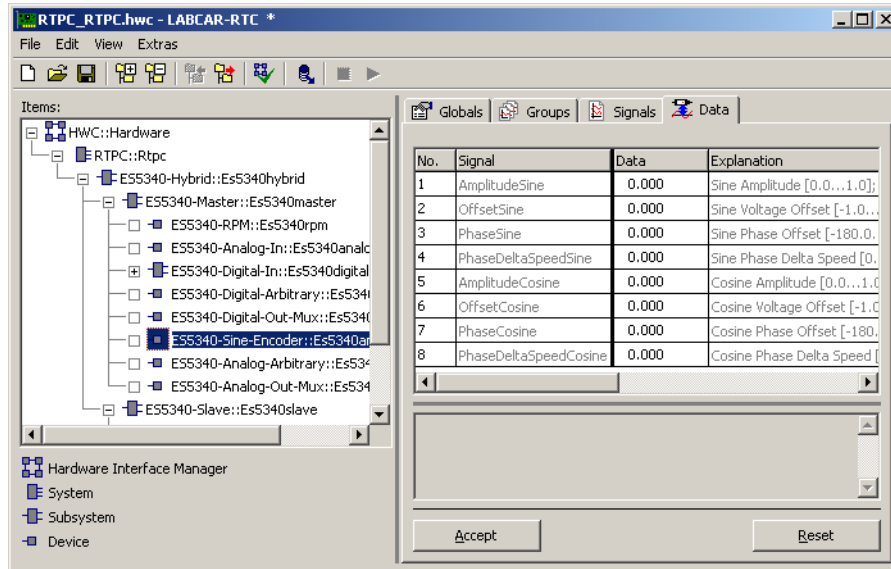 RTPC_RTPC.hwc - LABCAR-RTC *
File Edit View Extras
Items:
HWC::Hardware
RTPC::Rtpc
ES5340-Hybrid::Es5340hybrid
ES5340-Master::Es5340master
ES5340-RPM::Es5340rpm
ES5340-Analog-In::Es5340analo
ES5340-Digital-In::Es5340digital
ES5340-Digital-Arbitrary::Es534
ES5340-Digital-Out-Mux::Es534
ES5340-Sine-Encoder::Es5340ar
ES5340-Analog-Arbitrary::Es534
ES5340-Analog-Out-Mux::Es534
ES5340-Slave::Es5340slave
Hardware Interface Manager
System
Subsystem
Device
Globals Groups Signals Data
No. Signal Data Explanation
1 AmplitudeSine 0.000 Sine Amplitude [0.0...1.0];
2 OffsetSine 0.000 Sine Voltage Offset [-1.0...
3 PhaseSine 0.000 Sine Phase Offset [-180.0.
4 PhaseDeltaSpeedSine 0.000 Sine Phase Delta Speed [0.
5 AmplitudeCosine 0.000 Cosine Amplitude [0.0...1.0
6 OffsetCosine 0.000 Cosine Voltage Offset [-1.0
7 PhaseCosine 0.000 Cosine Phase Offset [-180.
8 PhaseDeltaSpeedCosine 0.000 Cosine Phase Delta Speed [
Accept Reset